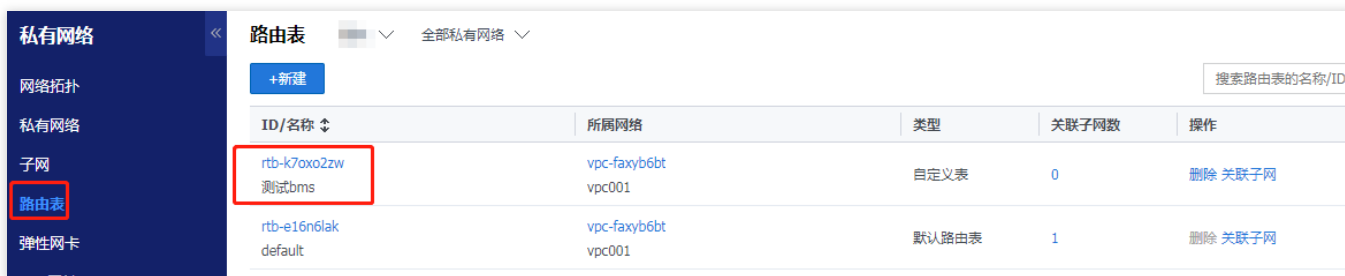 私有网络 «
路由表 全部私有网络
网络拓扑
私有网络
子网
路由表
弹性网卡
+新建 搜索路由表的名称/ID
ID/名称 所属网络 类型 关联子网数 操作
rtb-k7oxo2zw vpc-faxyb6bt 自定义表 0 删除 关联子网
测试bms vpc001
rtb-e16n6lak vpc-faxyb6bt 默认路由表 1 删除 关联子网
default vpc001